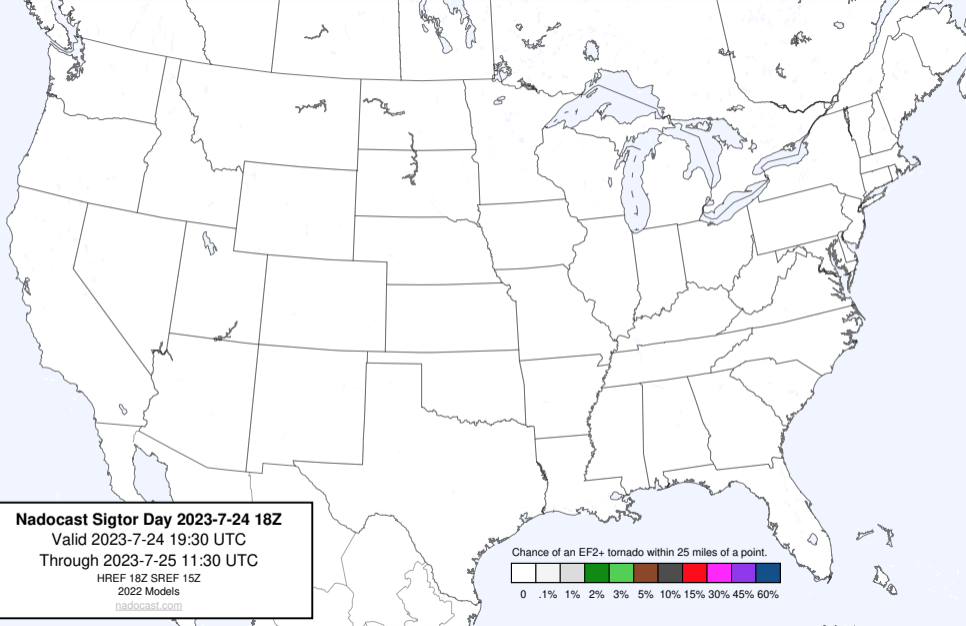 Nadocast Sigtor Day 2023-7-24 18Z
Valid 2023-7-24 19:30 UTC
Through 2023-7-25 11:30 UTC
HREF 18Z SREF 15Z
2022 Models
nadocast.com
Chance of an EF2+ tornado within 25 miles of a point.
0 .1% 1% 2% 3% 5% 10% 15% 30% 45% 60%